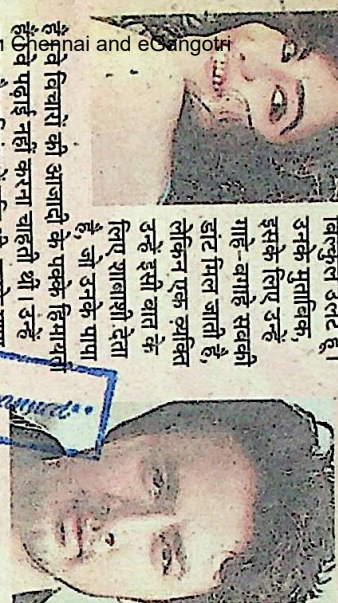 Chennai and eGangotri
बिल्कुल उलट है।
उनके मुताबिक,
इसके लिए उन्हें
गाहे-बगाहे सबकी
डांट मिल जाती है,
लेकिन एक व्यक्ति
उन्हें इसी बात के
लिए शाबाशी देता
है, जो उनके पापा
हैं। वे विचारों की आजादी के पक्के हिमायती
हैं। वे पढ़ाई नहीं करना चाहती थी। उन्हें